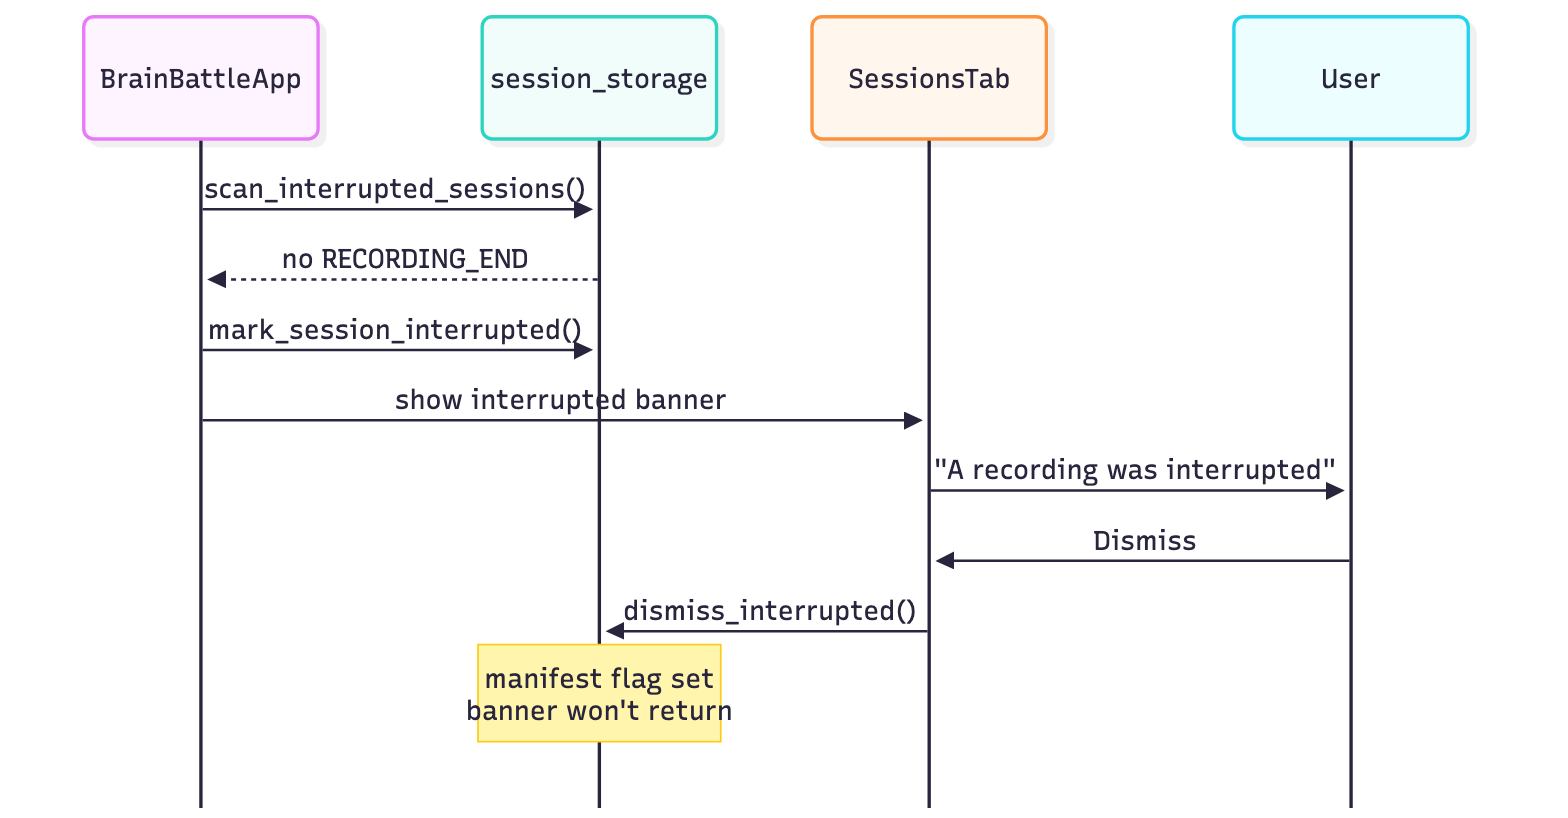 BrainBattleApp
session_storage
SessionsTab
User
scan_interrupted_sessions()
no RECORDING_END
mark_session_interrupted()
show interrupted banner
"A recording was interrupted"
Dismiss
dismiss_interrupted()
manifest flag set
banner won't return